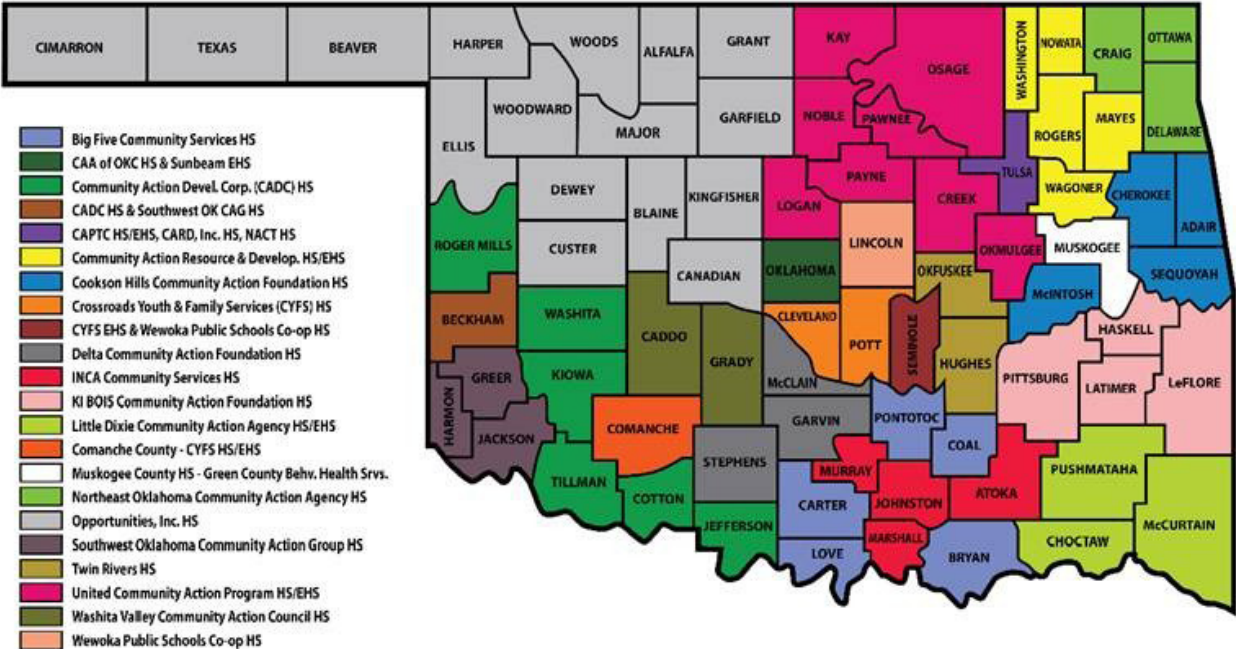 CIMARRON
TEXAS
BEAVER
HARPER
WOODS
ALFALFA
GRANT
KAY
OSAGE
WASHINGTON
NOWATA
CRAIG
OTTAWA
WOODWARD
ELLIS
MAJOR
GARFIELD
NOBLE
PAWNEE
ROGERS
MAYES
DELAWARE
DEWEY
BLAINE
KINGFISHER
LOGAN
PAYNE
CREEK
TULSA
WAGONER
CHEROKEE
ADAIR
ROGER MILLS
CUSTER
CANADIAN
OKLAHOMA
LINCOLN
OKFUSKEE
OKMULGEE
MUSKOGEE
McINTOSH
SEQUOYAH
BECKHAM
WASHITA
CADDO
GRADY
CLEVELAND
POTT
SEMINOLE
HUGHES
PITTSBURG
HASKELL
LATIMER
LeFLORE
HARMON
GREER
JACKSON
KIOWA
COMANCHE
McCLAIN
GARVIN
PONTOTOC
COAL
STEPHENS
MURRAY
TILLMAN
COTTON
JEFFERSON
CARTER
JOHNSTON
ATOKA
PUSHMATAHA
McCURTAIN
LOVE
MARSHALL
BRYAN
CHOCTAW
Big Five Community Services HS
CAA of OKC HS & Sunbeam EHS
Community Action Devel. Corp. (CADC) HS
CADC HS & Southwest OK CAG HS
CAPTC HS/EHS, CARD, Inc. HS, NACT HS
Community Action Resource & Develop. HS/EHS
Cookson Hills Community Action Foundation HS
Crossroads Youth & Family Services (CYFS) HS
CYFS EHS & Wewoka Public Schools Co-op HS
Delta Community Action Foundation HS
INCA Community Services HS
KI BOIS Community Action Foundation HS
Little Dixie Community Action Agency HS/EHS
Comanche County - CYFS HS/EHS
Muskogee County HS - Green County Behv. Health Srvs.
Northeast Oklahoma Community Action Agency HS
Opportunities, Inc. HS
Southwest Oklahoma Community Action Group HS
Twin Rivers HS
United Community Action Program HS/EHS
Washita Valley Community Action Council HS
Wewoka Public Schools Co-op HS